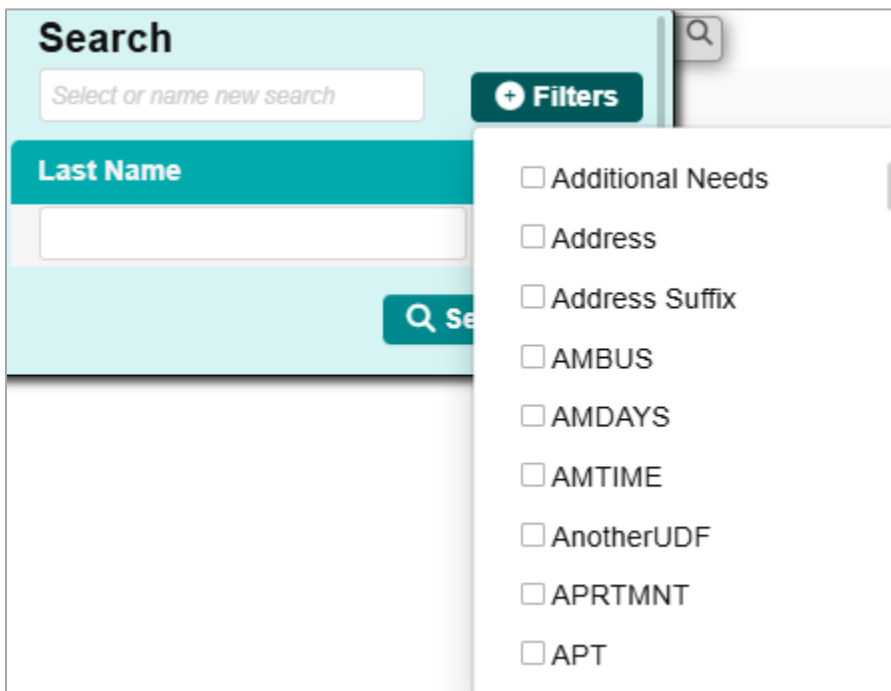 Search
Select or name new search
Filters
Last Name
Additional Needs
Address
Address Suffix
AMBUS
AMDAYS
AMTIME
AnotherUDF
APRTMNT
APT